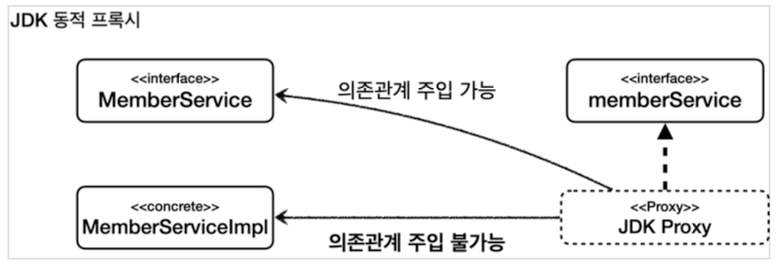 JDK 동적 프록시
<<interface>>
MemberService
의존관계 주입 가능
<<interface>>
memberService
<<concrete>>
MemberServiceImpl
의존관계 주입 불가능
<<Proxy>>
JDK Proxy